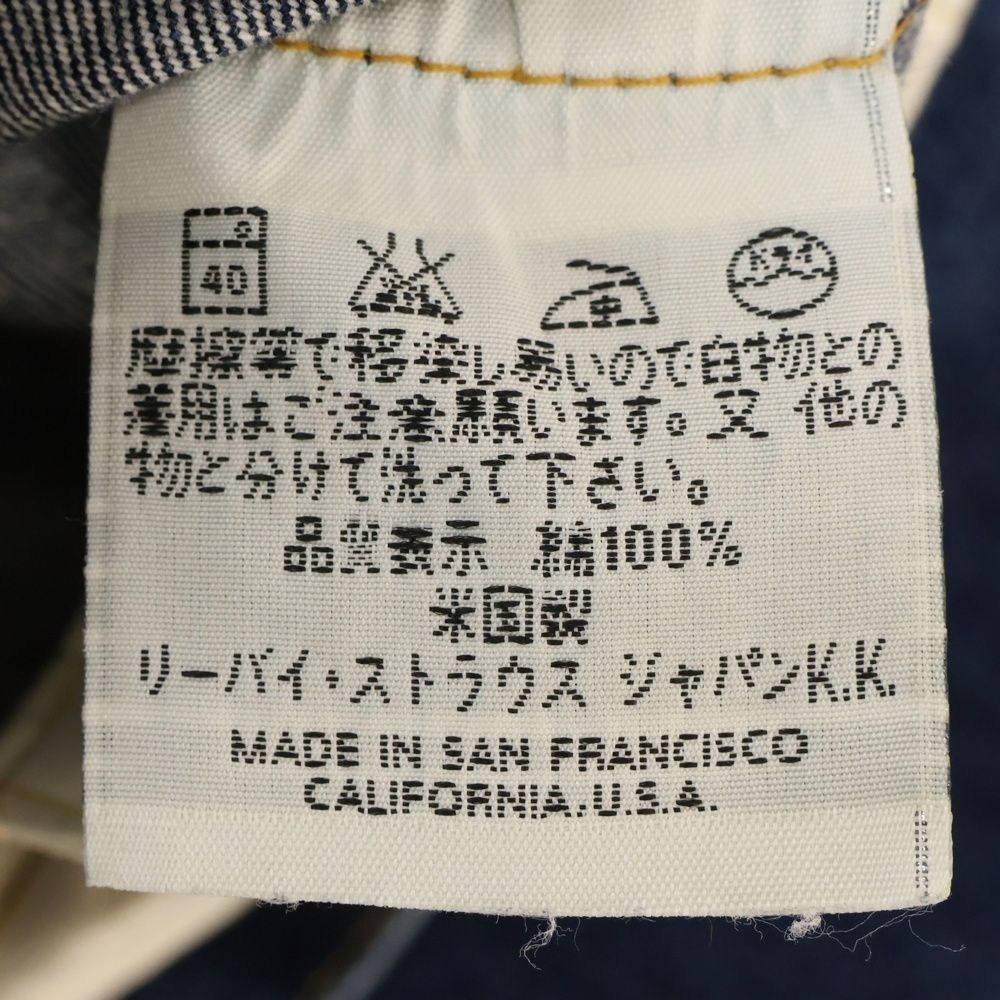 40
中
摩擦等で移染し易いので白物との
着用はご注意願います。又 他の
物と分けて洗って下さい。
品質表示 綿100%
米国製
リーバイ・ストラウス ジャパンK.K.
MADE IN SAN FRANCISCO
CALIFORNIA.U.S.A.